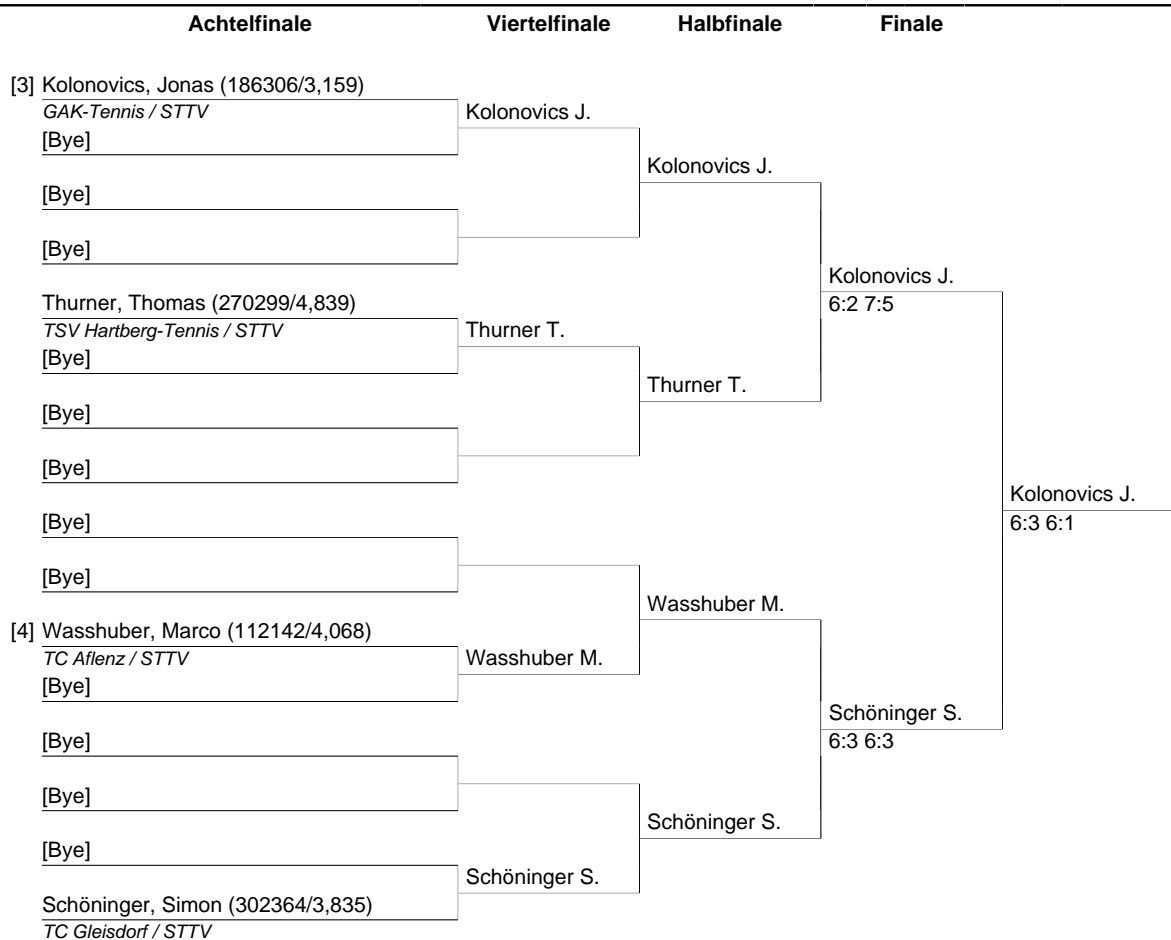 Achtelfinale Viertelfinale Halbfinale Finale
[3] Kolonovics, Jonas (186306/3,159)
GAK-Tennis / STTV
Kolonovics J.
[Bye]
Kolonovics J.
[Bye]
[Bye]
Kolonovics J.
Thurner, Thomas (270299/4,839)
6:2 7:5
TSV Hartberg-Tennis / STTV
Thurner T.
[Bye]
Thurner T.
[Bye]
[Bye]
Kolonovics J.
[Bye]
6:3 6:1
[Bye]
Wasshuber M.
[4] Wasshuber, Marco (112142/4,068)
TC Aflenz / STTV
Wasshuber M.
[Bye]
Schöninger S.
[Bye]
6:3 6:3
[Bye]
Schöninger S.
[Bye]
Schöninger S.
Schöninger, Simon (302364/3,835)
TC Gleisdorf / STTV